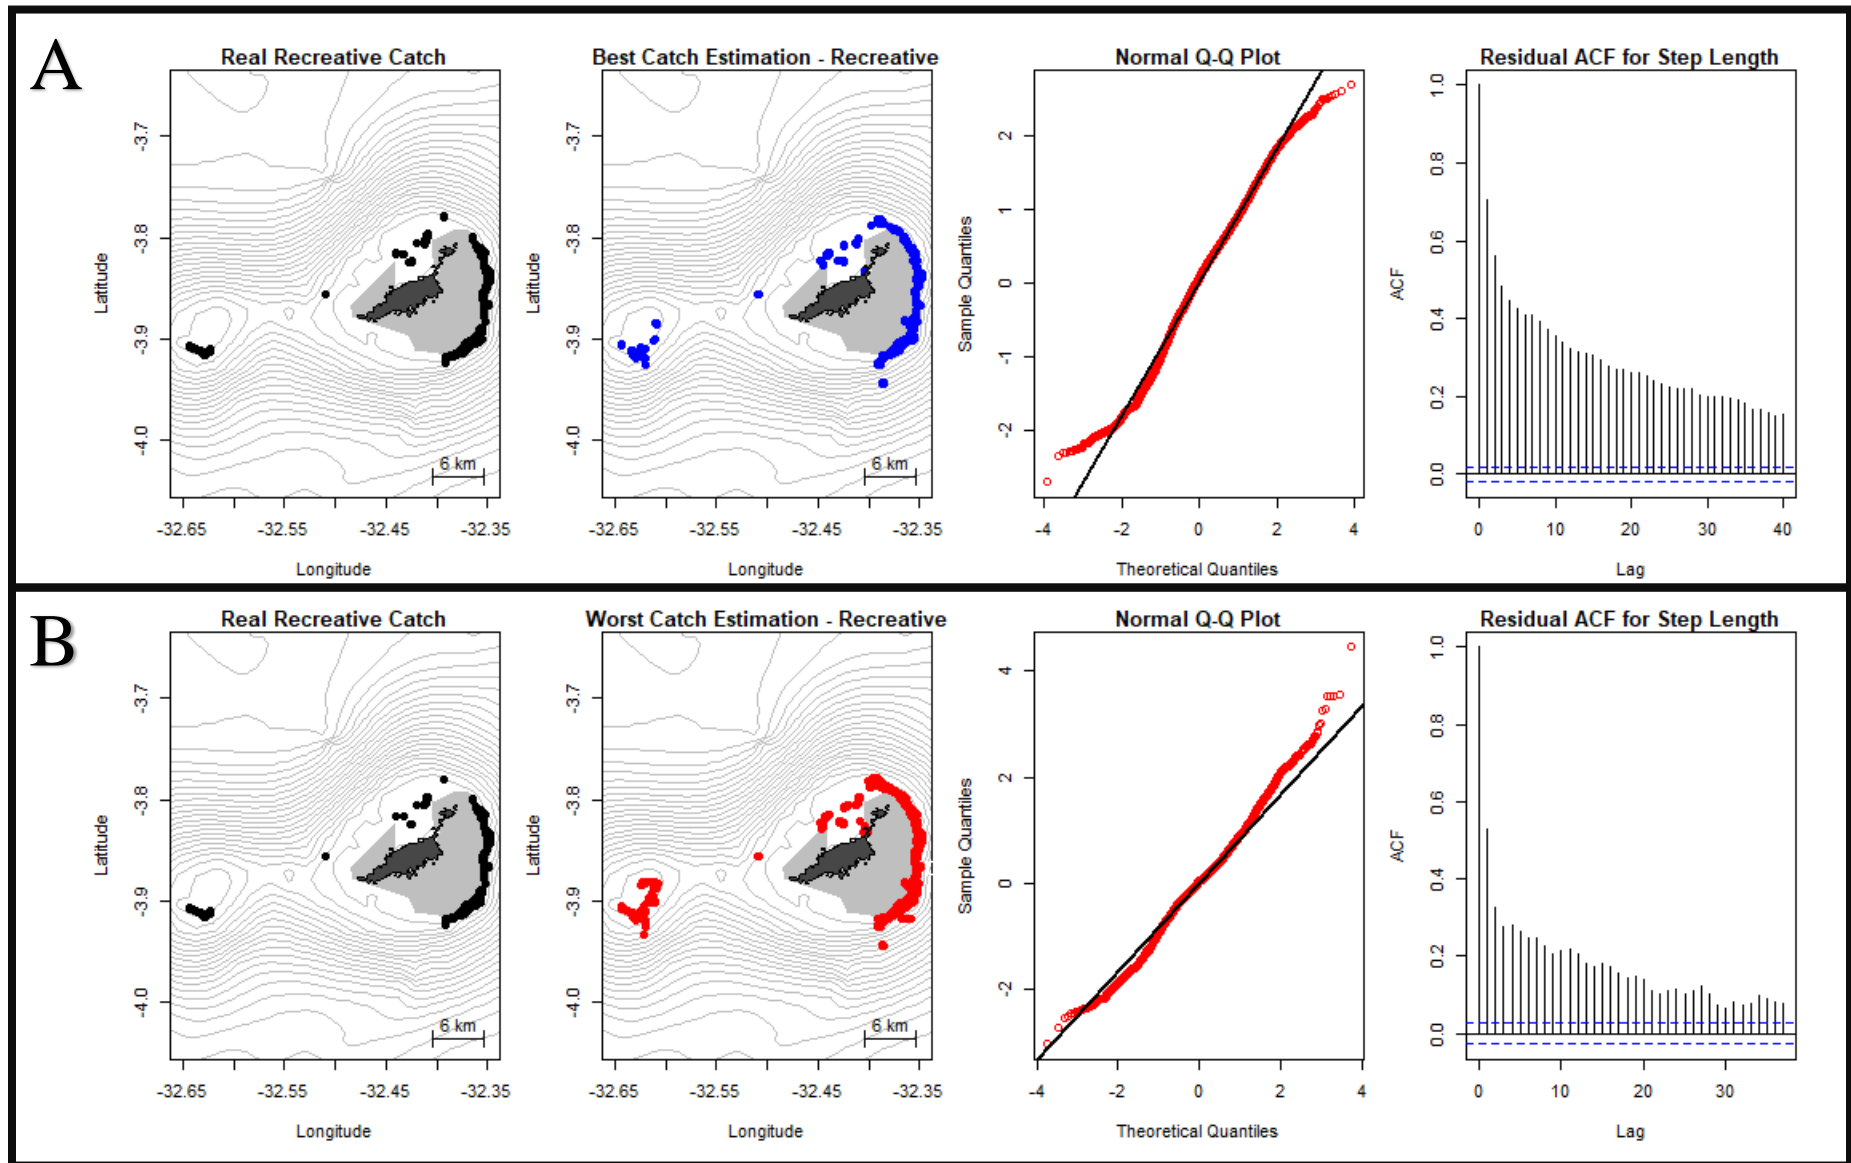 A
Real Recreative Catch
Best Catch Estimation - Recreative
Normal Q-Q Plot
Residual ACF for Step Length
Latitude
-3.7
-3.8
-3.9
-4.0
6 km
-32.65
-32.55
-32.45
-32.35
Longitude
Latitude
-3.7
-3.8
-3.9
-4.0
6 km
-32.65
-32.55
-32.45
-32.35
Longitude
Sample Quantiles
2
1
0
-1
-2
-4
-2
0
2
4
Theoretical Quantiles
ACF
1.0
0.8
0.6
0.4
0.2
0.0
0
10
20
30
40
Lag
B
Real Recreative Catch
Worst Catch Estimation - Recreative
Normal Q-Q Plot
Residual ACF for Step Length
Latitude
-3.7
-3.8
-3.9
-4.0
6 km
-32.65
-32.55
-32.45
-32.35
Longitude
Latitude
-3.7
-3.8
-3.9
-4.0
6 km
-32.65
-32.55
-32.45
-32.35
Longitude
Sample Quantiles
4
2
0
-2
-4
-2
0
2
4
Theoretical Quantiles
ACF
1.0
0.8
0.6
0.4
0.2
0.0
0
10
20
30
Lag